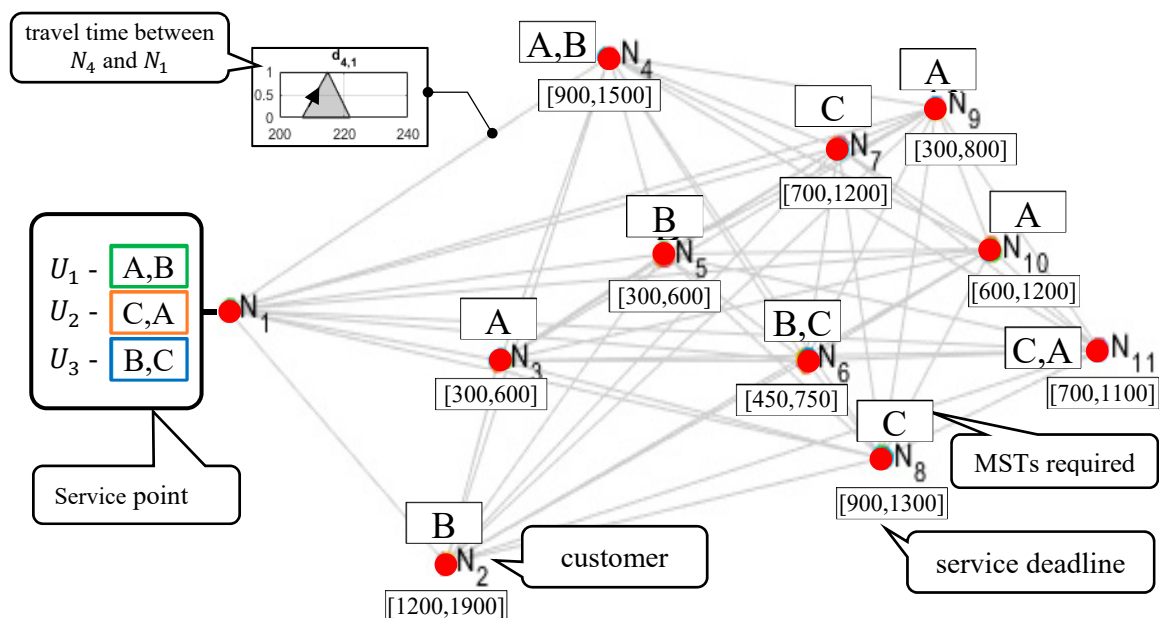 travel time between
N₄ and N₁
d₄,₁
1
0.5
0
200
220
240
A,B
N₄
[900,1500]
A
N₉
[300,800]
C
N₇
[700,1200]
B
N₅
[300,600]
A
N₁₀
[600,1200]
U₁ - A,B
U₂ - C,A
U₃ - B,C
N₁
A
N₃
[300,600]
B,C
N₆
[450,750]
C,A
N₁₁
[700,1100]
C
N₈
[900,1300]
MSTs required
Service point
B
N₂
[1200,1900]
customer
service deadline